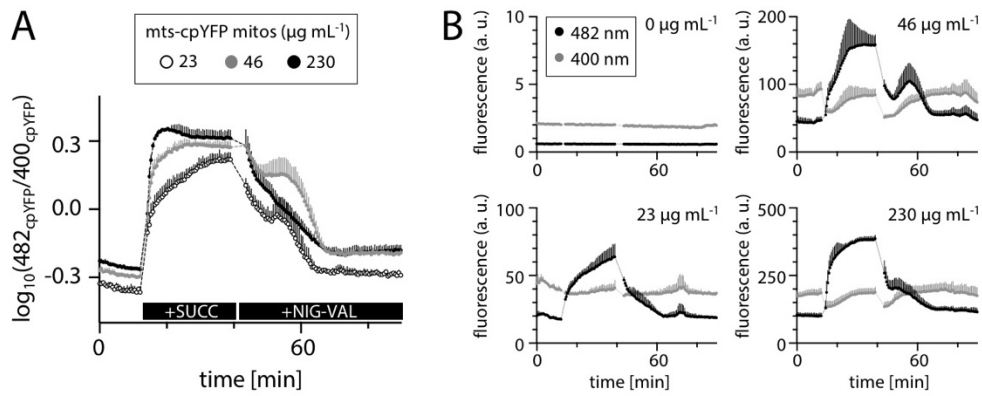 A
mts-cpYFP mitos (µg mL⁻¹)
23 46 230
log₁₀(482cpYFP/400cpYFP)
0.3
0.0
-0.3
+SUCC +NIG-VAL
0 60
time [min]
B
fluorescence (a. u.)
10
5
0
0 µg mL⁻¹
482 nm
400 nm
0 60
fluorescence (a. u.)
200
100
0
46 µg mL⁻¹
0 60
fluorescence (a. u.)
100
50
0
23 µg mL⁻¹
0 60
time [min]
fluorescence (a. u.)
500
250
0
230 µg mL⁻¹
0 60
time [min]